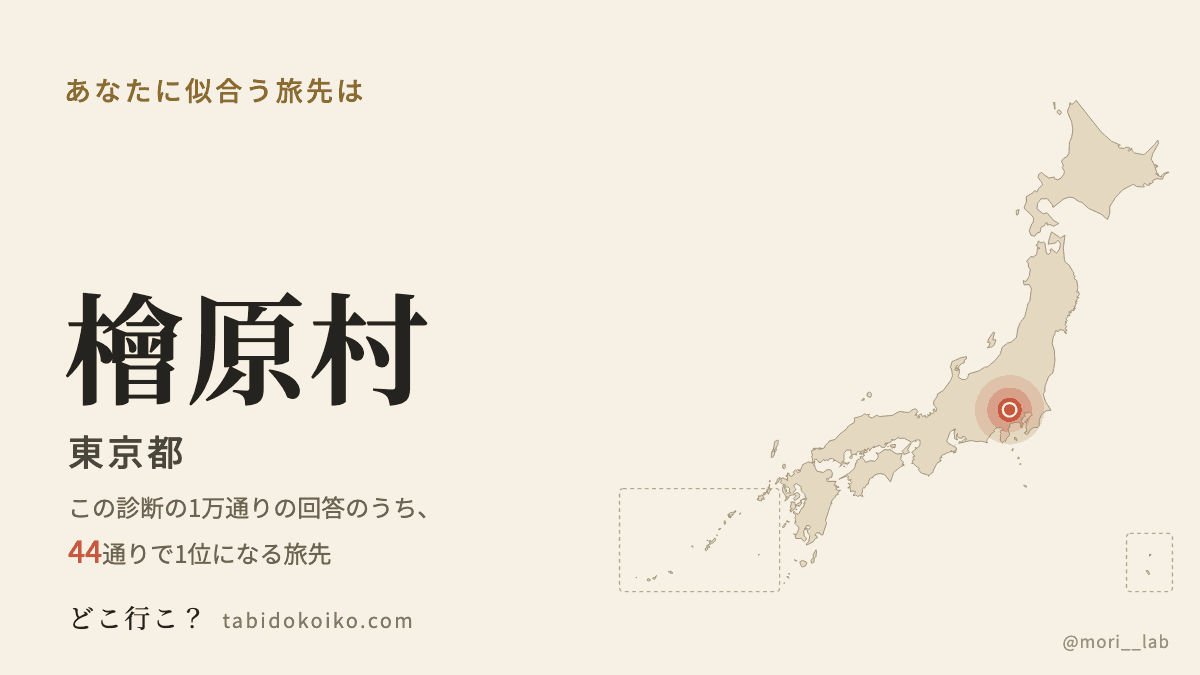 あなたに似合う旅先は
檜原村
東京都
この診断の1万通りの回答のうち、
44通りで1位になる旅先
どこ行こ？ tabidokoiko.com
@mori__lab